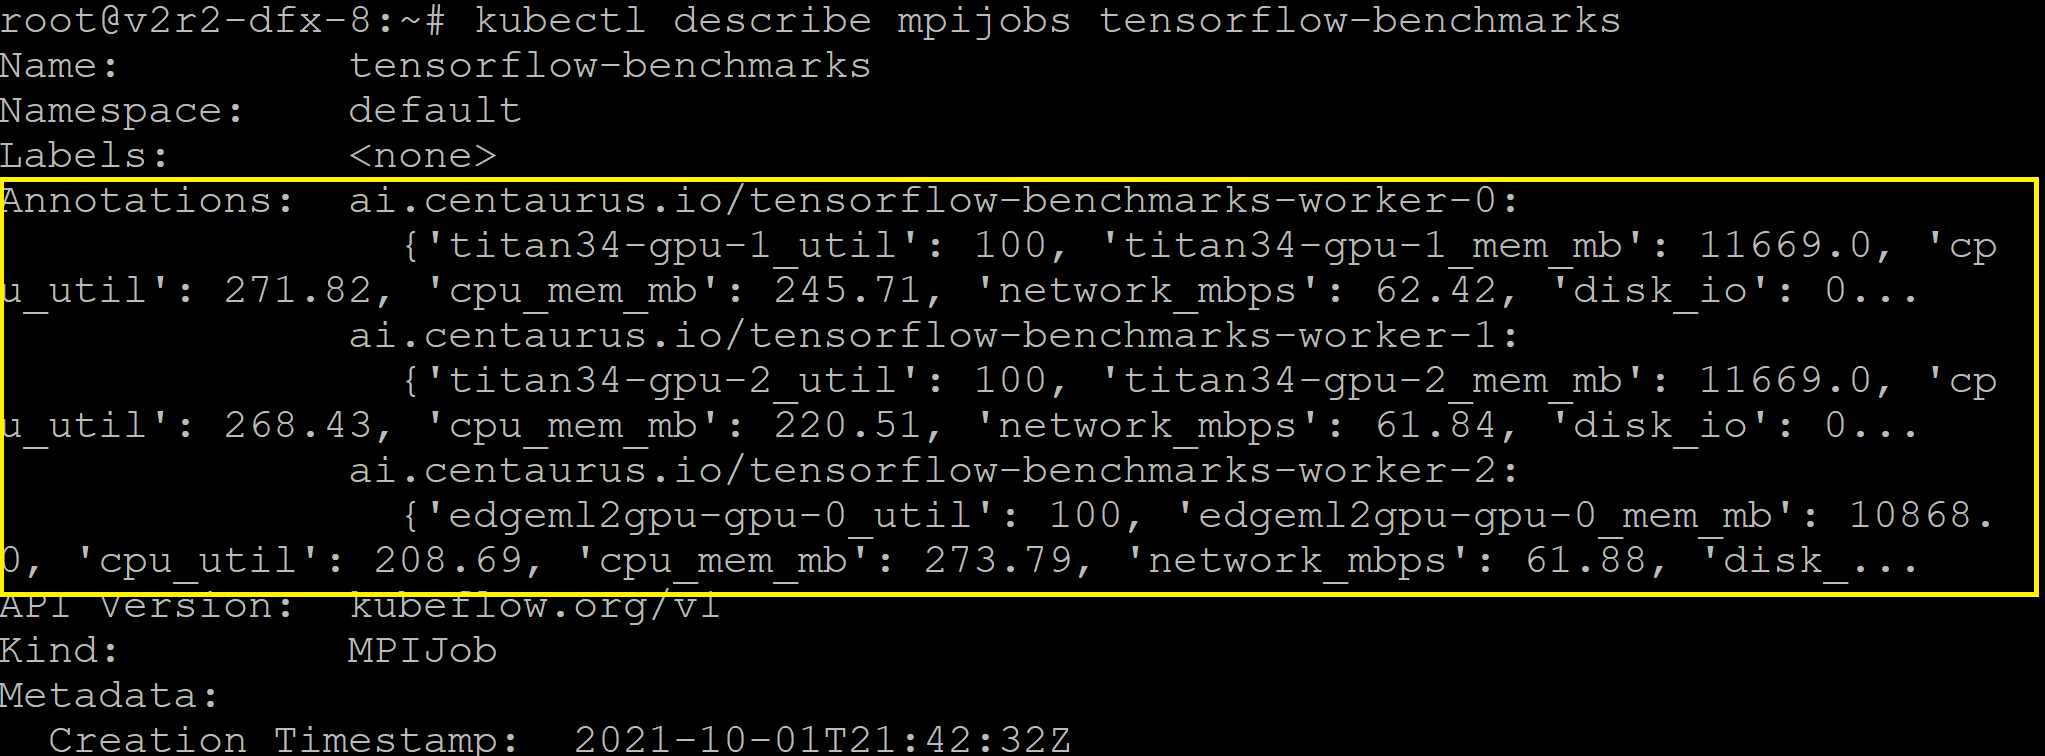 root@v2r2-dfx-8:~# kubectl describe mpijobs tensorflow-benchmarks
Name:         tensorflow-benchmarks
Namespace:    default
Labels:       <none>
Annotations:  ai.centaurus.io/tensorflow-benchmarks-worker-0:
                {'titan34-gpu-1_util': 100, 'titan34-gpu-1_mem_mb': 11669.0, 'cp
u_util': 271.82, 'cpu_mem_mb': 245.71, 'network_mbps': 62.42, 'disk_io': 0...
              ai.centaurus.io/tensorflow-benchmarks-worker-1:
                {'titan34-gpu-2_util': 100, 'titan34-gpu-2_mem_mb': 11669.0, 'cp
u_util': 268.43, 'cpu_mem_mb': 220.51, 'network_mbps': 61.84, 'disk_io': 0...
              ai.centaurus.io/tensorflow-benchmarks-worker-2:
                {'edgeml2gpu-gpu-0_util': 100, 'edgeml2gpu-gpu-0_mem_mb': 10868.
0, 'cpu_util': 208.69, 'cpu_mem_mb': 273.79, 'network_mbps': 61.88, 'disk_...
API Version:  kubeflow.org/v1
Kind:         MPIJob
Metadata:
  Creation Timestamp:  2021-10-01T21:42:32Z